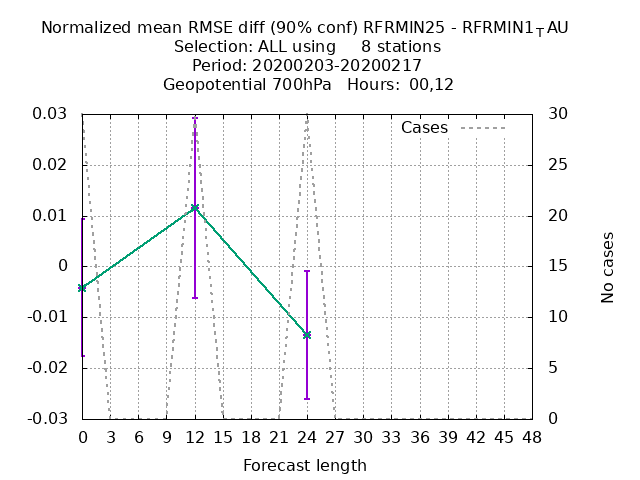 Normalized mean RMSE diff (90% conf) RFRMIN25 - RFRMIN1_TAU
Selection: ALL using 8 stations
Period: 20200203-20200217
Geopotential 700hPa Hours: 00,12
Cases
0.03
0.02
0.01
0
-0.01
-0.02
-0.03
30
25
20
15
10
5
0
No cases
0 3 6 9 12 15 18 21 24 27 30 33 36 39 42 45 48
Forecast length